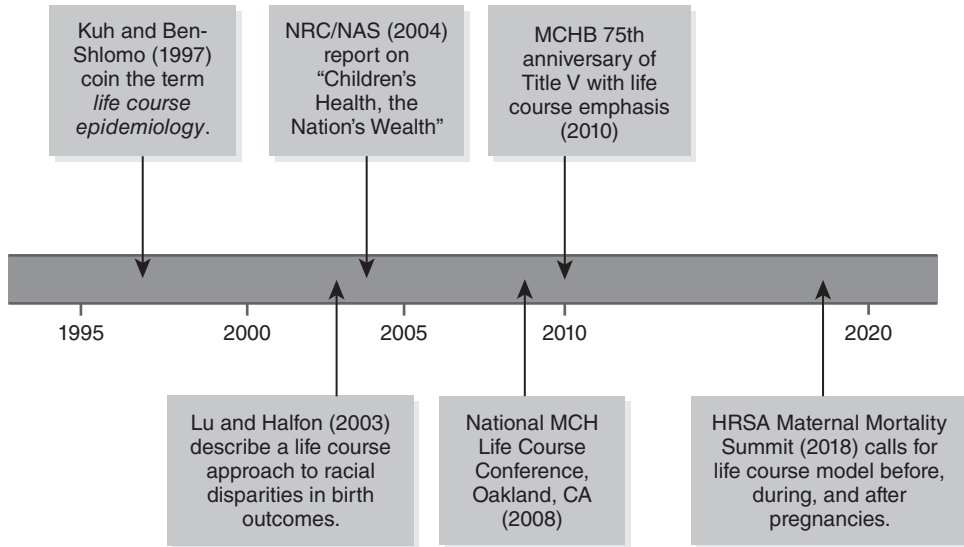 Kuh and Ben-
Shlomo (1997)
coin the term
life course
epidemiology.
NRC/NAS (2004)
report on
“Children’s
Health, the
Nation’s Wealth”
MCHB 75th
anniversary of
Title V with life
course emphasis
(2010)
1995
2000
2005
2010
2020
Lu and Halfon (2003)
describe a life course
approach to racial
disparities in birth
outcomes.
National MCH
Life Course
Conference,
Oakland, CA
(2008)
HRSA Maternal Mortality
Summit (2018) calls for
life course model before,
during, and after
pregnancies.